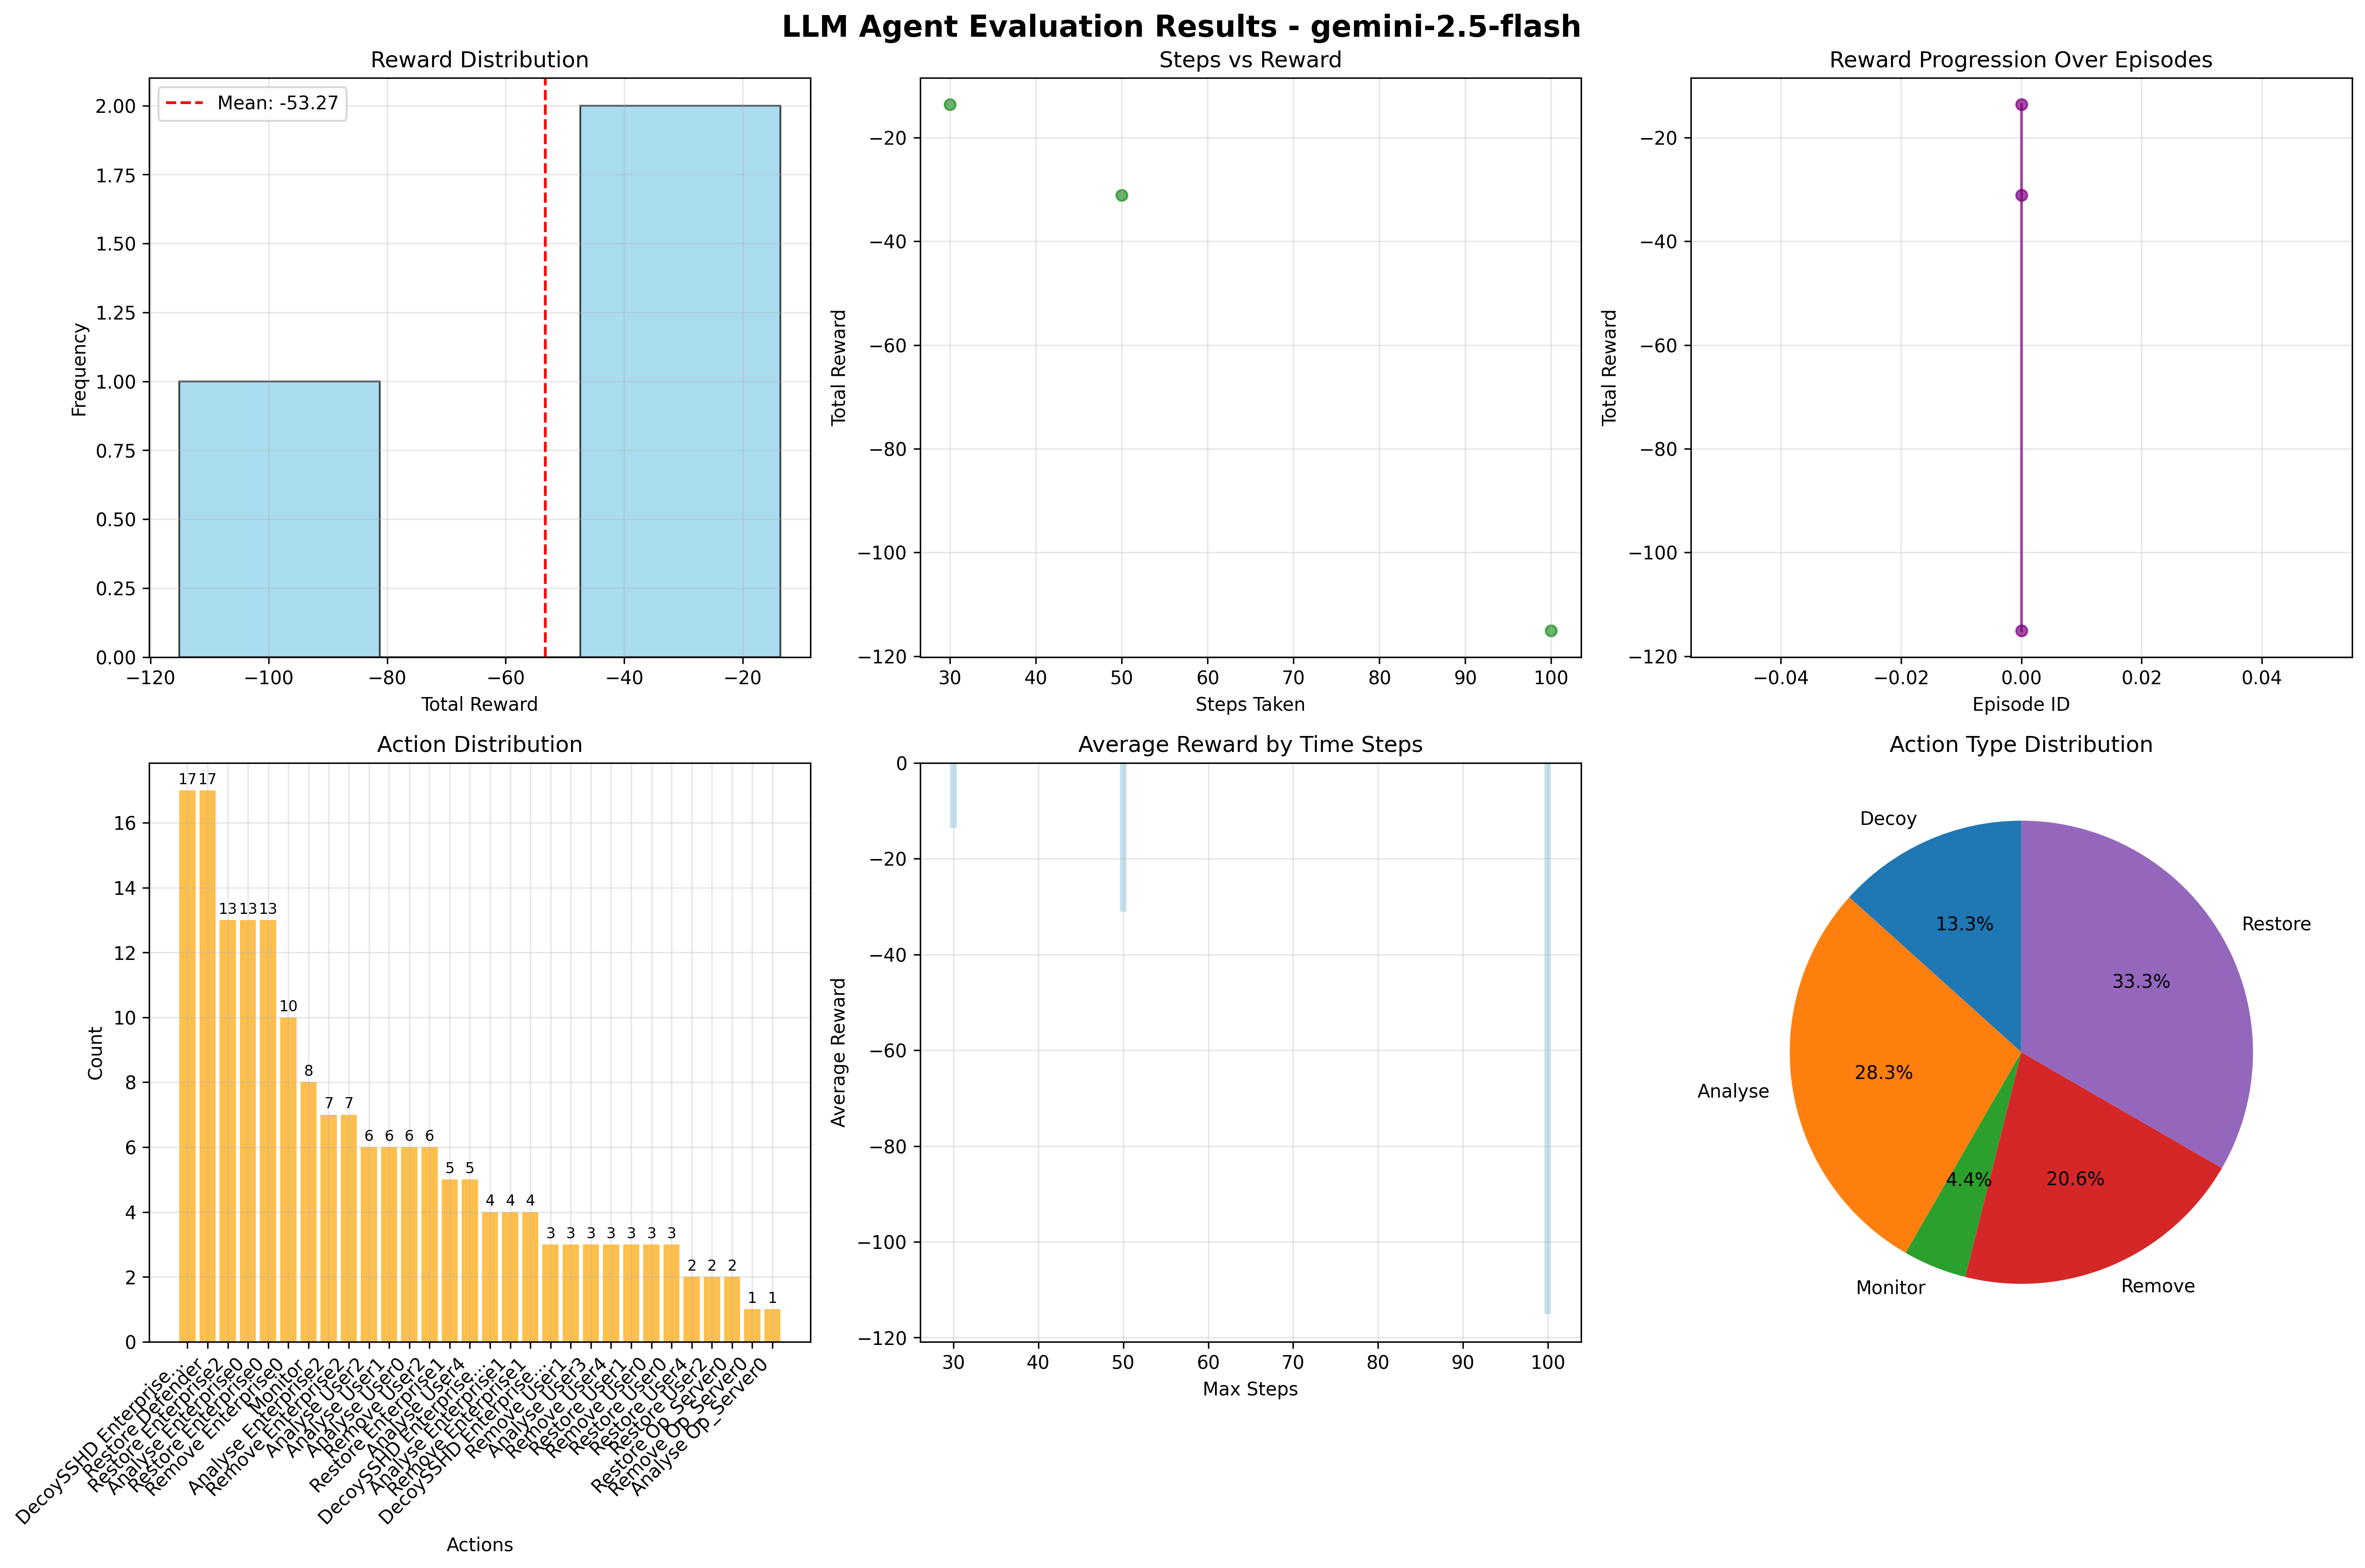 LLM Agent Evaluation Results - gemini-2.5-flash
Reward Distribution
Mean: -53.27
2.00
1.75
1.50
1.25
1.00
0.75
0.50
0.25
0.00
Frequency
−120 −100 −80 −60 −40 −20
Total Reward
Steps vs Reward
−20
−40
−60
−80
−100
−120
Total Reward
30 40 50 60 70 80 90 100
Steps Taken
Reward Progression Over Episodes
−20
−40
−60
−80
−100
−120
Total Reward
−0.04 −0.02 0.00 0.02 0.04
Episode ID
Action Distribution
16
14
12
10
8
6
4
2
0
Count
17 17 13 13 13 10 8 7 7 6 6 6 6 5 5 4 4 4 3 3 3 3 3 3 3 2 2 2 1 1
DecoySSHD Enterprise...
Restore Defender
Restore Enterprise2
Analyse Enterprise0
Restore Enterprise0
Remove Enterprise0
Monitor
Analyse Enterprise2
Remove Enterprise2
Analyse User2
Analyse User1
Analyse User0
Remove User2
Restore Enterprise1
Analyse User4
DecoySSHD Enterprise...
Analyse Enterprise1
Remove Enterprise1
DecoySSHD Enterprise...
Remove User1
Analyse User3
Remove User4
Restore User1
Remove User0
Restore User0
Restore User4
Restore User2
Restore Op_Server0
Remove Op_Server0
Analyse Op_Server0
Actions
Average Reward by Time Steps
0
−20
−40
−60
−80
−100
−120
Average Reward
30 40 50 60 70 80 90 100
Max Steps
Action Type Distribution
Decoy
13.3%
Restore
33.3%
Analyse
28.3%
Monitor
4.4%
Remove
20.6%